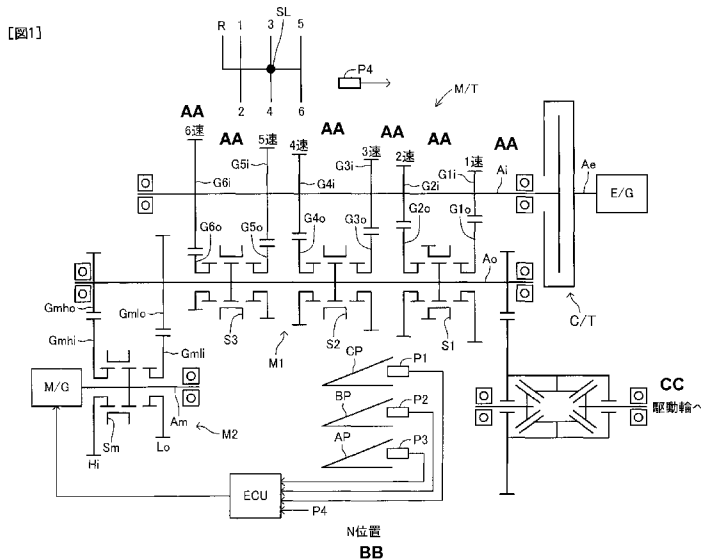 [図1]
R 1 3 5
SL
2 4 6
P4
M/T
AA AA AA AA AA
6速 5速 4速 3速 2速 1速
G6i G5i G4i G3i G2i G1i
Ai
Ae
E/G
G6o G5o G4o G3o G2o G1o
Ao
Gmho
Gmlo
Gmhi
Gmli
S3
S2
S1
M1
C/T
M/G
Am
Sm
M2
Hi
Lo
CP
P1
BP
P2
AP
P3
ECU
P4
CC
駆動輪へ
N位置
BB